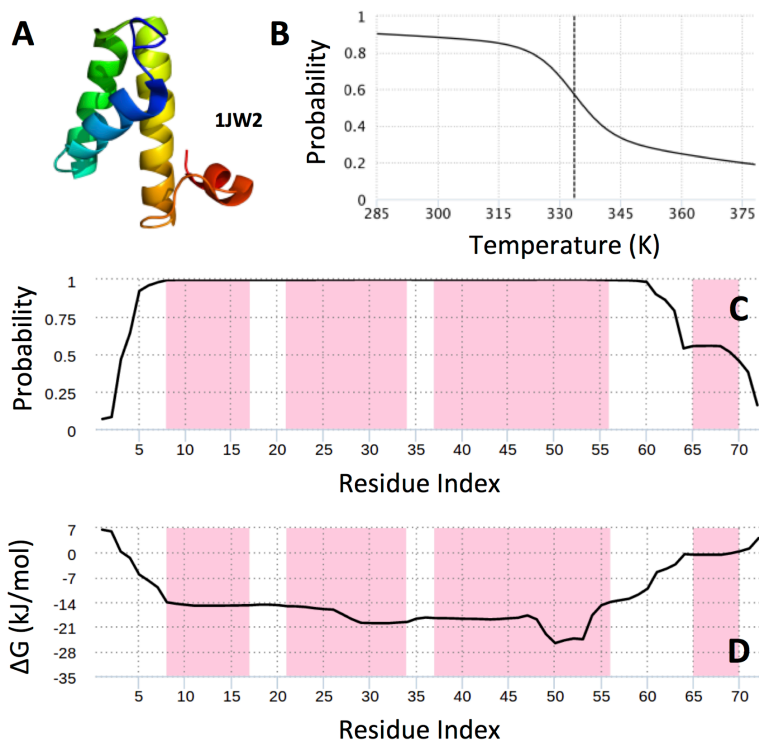 A
1JW2
B
Probability
1
0.8
0.6
0.4
0.2
0
285 300 315 330 345 360 375
Temperature (K)
C
Probability
1
0.75
0.5
0.25
0
5 10 15 20 25 30 35 40 45 50 55 60 65 70
Residue Index
D
ΔG (kJ/mol)
7
0
-7
-14
-21
-28
-35
5 10 15 20 25 30 35 40 45 50 55 60 65 70
Residue Index